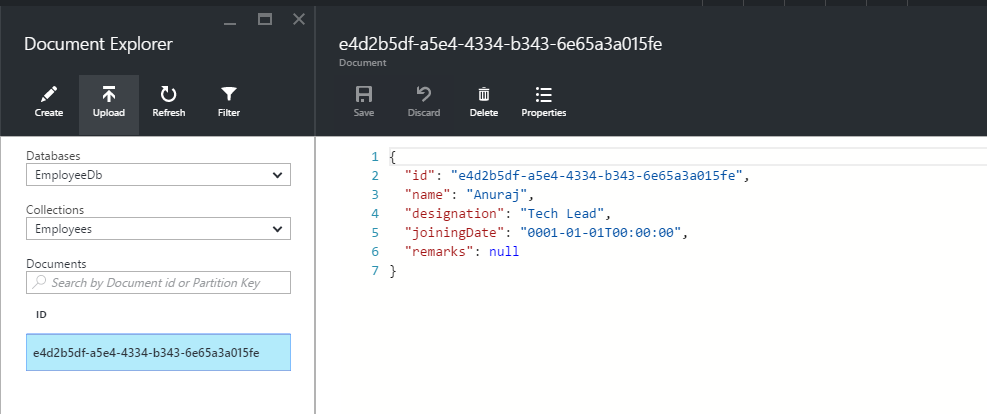 Document Explorer
Create
Upload
Refresh
Filter
Databases
EmployeeDb
Collections
Employees
Documents
Search by Document id or Partition Key
ID
e4d2b5df-a5e4-4334-b343-6e65a3a015fe
e4d2b5df-a5e4-4334-b343-6e65a3a015fe
Document
Save
Discard
Delete
Properties
1 {
2 "id": "e4d2b5df-a5e4-4334-b343-6e65a3a015fe",
3 "name": "Anuraj",
4 "designation": "Tech Lead",
5 "joiningDate": "0001-01-01T00:00:00",
6 "remarks": null
7 }